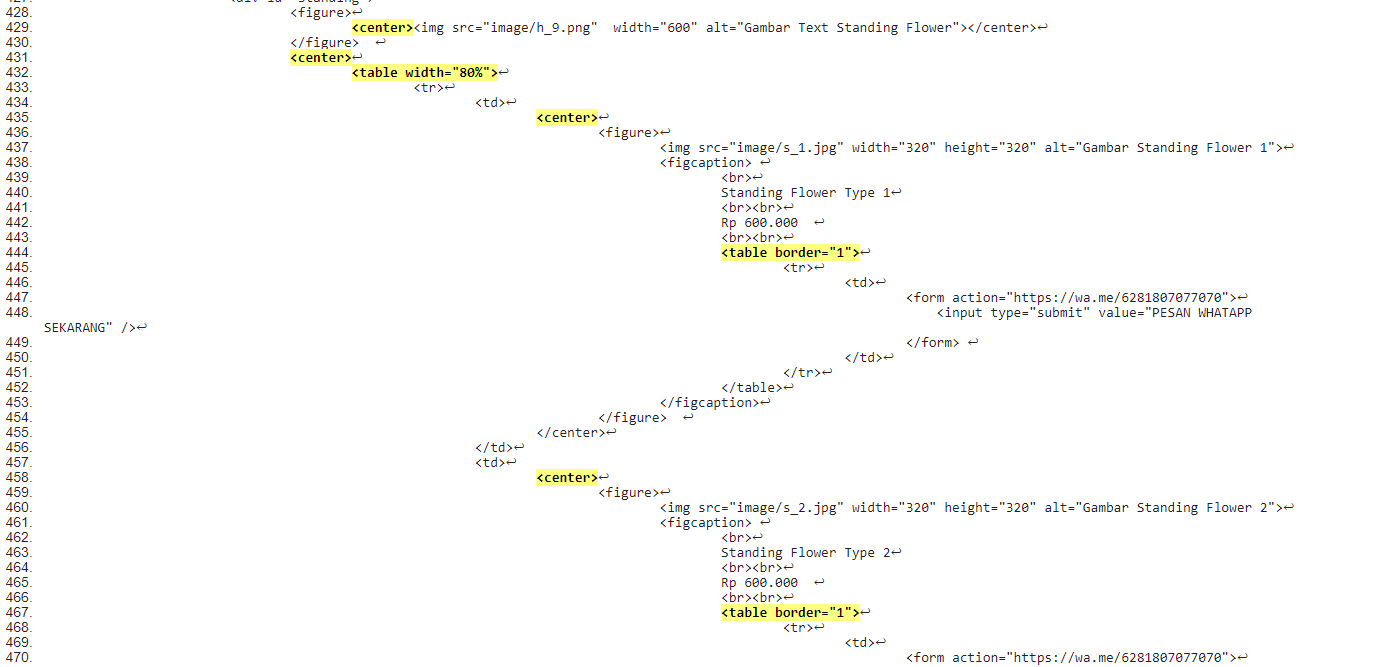 427. <div id="standing">
428. <figure>↩
429. <center><img src="image/h_9.png"  width="600" alt="Gambar Text Standing Flower"></center>↩
430. </figure>  ↩
431. <center>↩
432. <table width="80%">↩
433. <tr>↩
434. <td>↩
435. <center>↩
436. <figure>↩
437. <img src="image/s_1.jpg" width="320" height="320" alt="Gambar Standing Flower 1">↩
438. <figcaption> ↩
439. <br>↩
440. Standing Flower Type 1↩
441. <br><br>↩
442. Rp 600.000  ↩
443. <br><br>↩
444. <table border="1">↩
445. <tr>↩
446. <td>↩
447. <form action="https://wa.me/6281807077070">↩
448. <input type="submit" value="PESAN WHATAPP
SEKARANG" />↩
449. </form> ↩
450. </td>↩
451. </tr>↩
452. </table>↩
453. </figcaption>↩
454. </figure>  ↩
455. </center>↩
456. </td>↩
457. <td>↩
458. <center>↩
459. <figure>↩
460. <img src="image/s_2.jpg" width="320" height="320" alt="Gambar Standing Flower 2">↩
461. <figcaption> ↩
462. <br>↩
463. Standing Flower Type 2↩
464. <br><br>↩
465. Rp 600.000  ↩
466. <br><br>↩
467. <table border="1">↩
468. <tr>↩
469. <td>↩
470. <form action="https://wa.me/6281807077070">↩